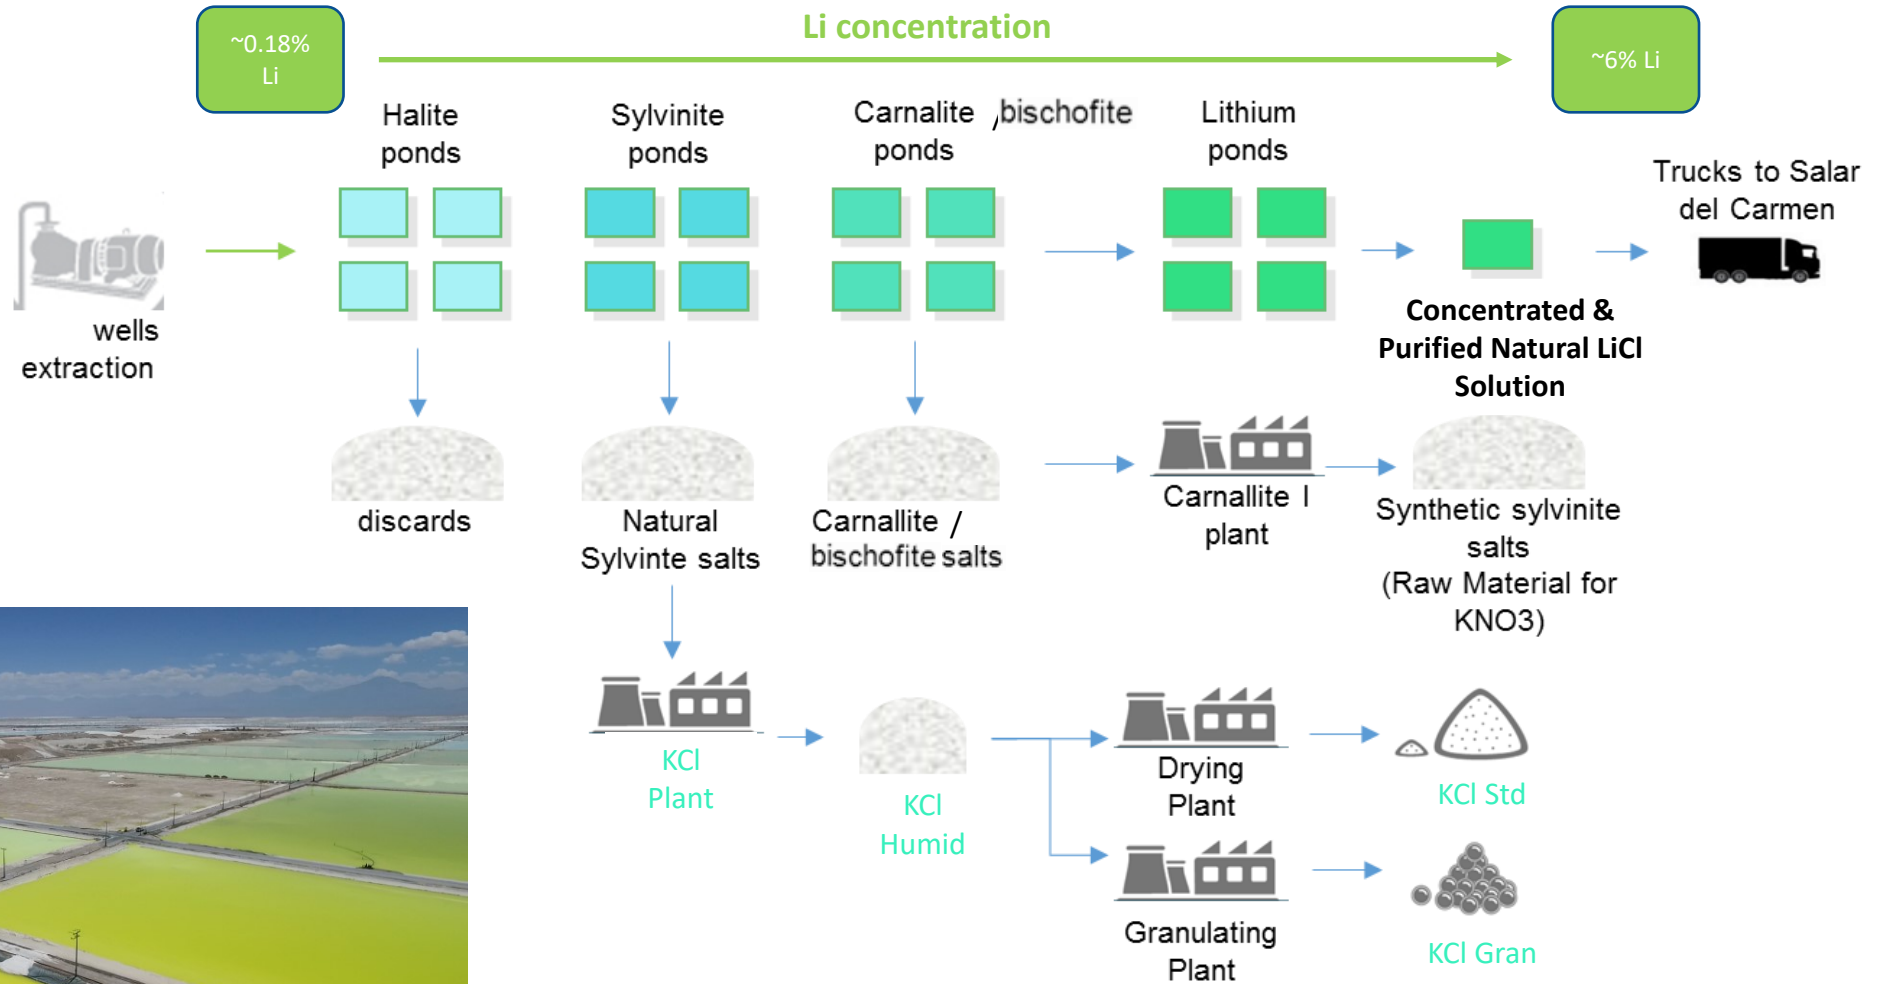 Li concentration
~0.18%
Li
~6% Li
Halite
ponds
Sylvinite
ponds
Carnalite /bischofite
ponds
Lithium
ponds
Trucks to Salar
del Carmen
wells
extraction
Concentrated &
Purified Natural LiCl
Solution
discards
Natural
Sylvinte salts
Carnallite /
bischofite salts
Carnallite I
plant
Synthetic sylvinite
salts
(Raw Material for
KNO3)
KCl
Plant
KCl
Humid
Drying
Plant
KCl Std
Granulating
Plant
KCl Gran